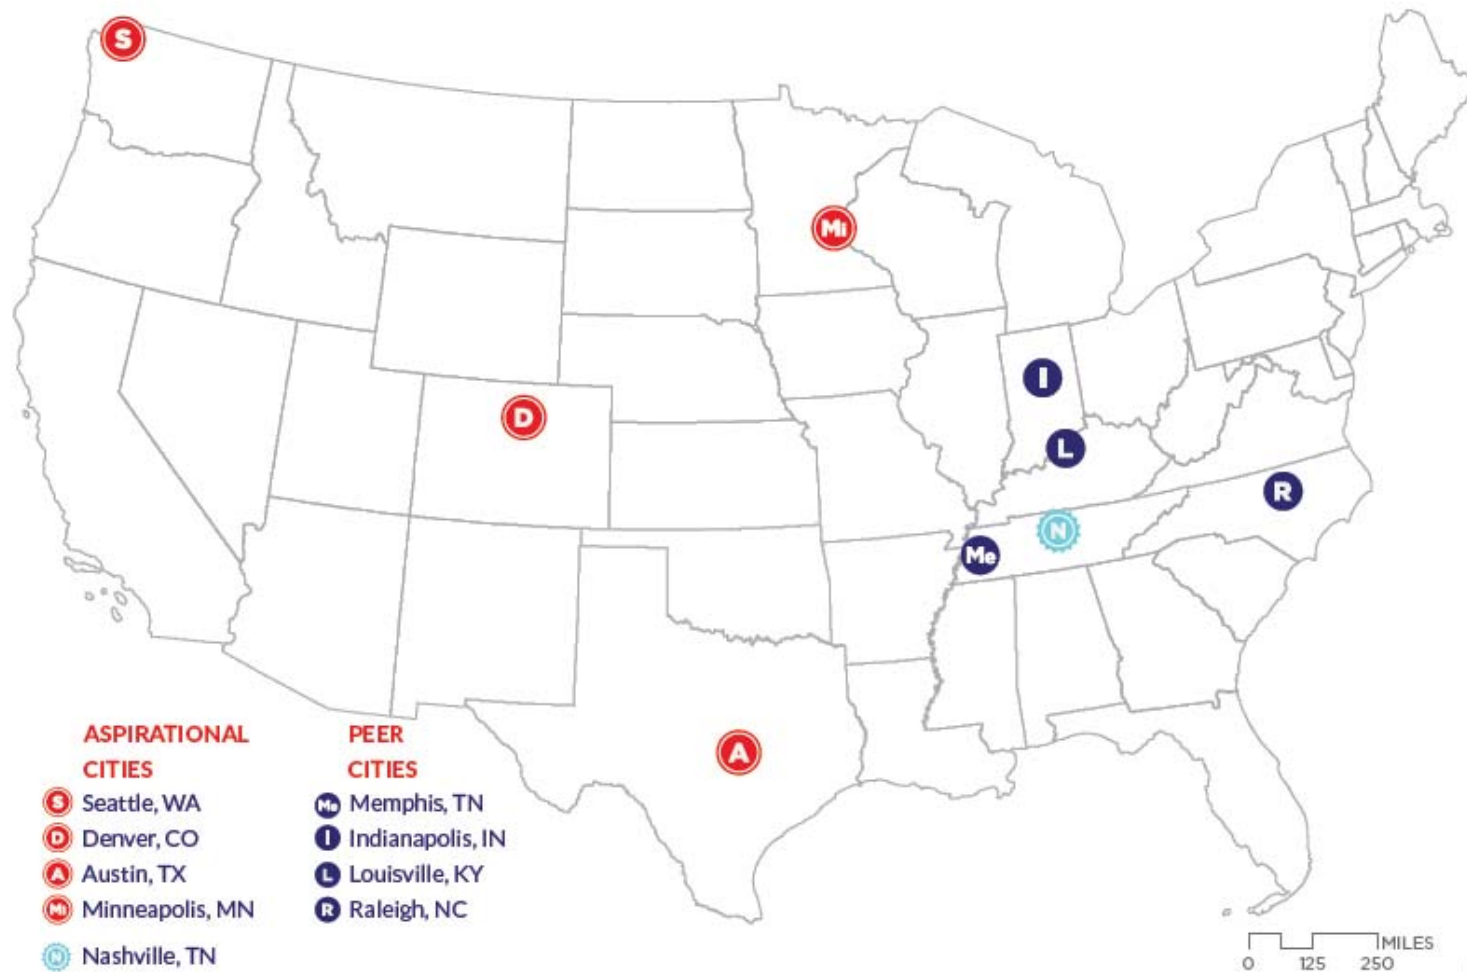 S
Mi
D
I
L
R
N
Me
A
ASPIRATIONAL
CITIES
S Seattle, WA
D Denver, CO
A Austin, TX
Mi Minneapolis, MN
N Nashville, TN
PEER
CITIES
Me Memphis, TN
I Indianapolis, IN
L Louisville, KY
R Raleigh, NC
MILES
0 125 250